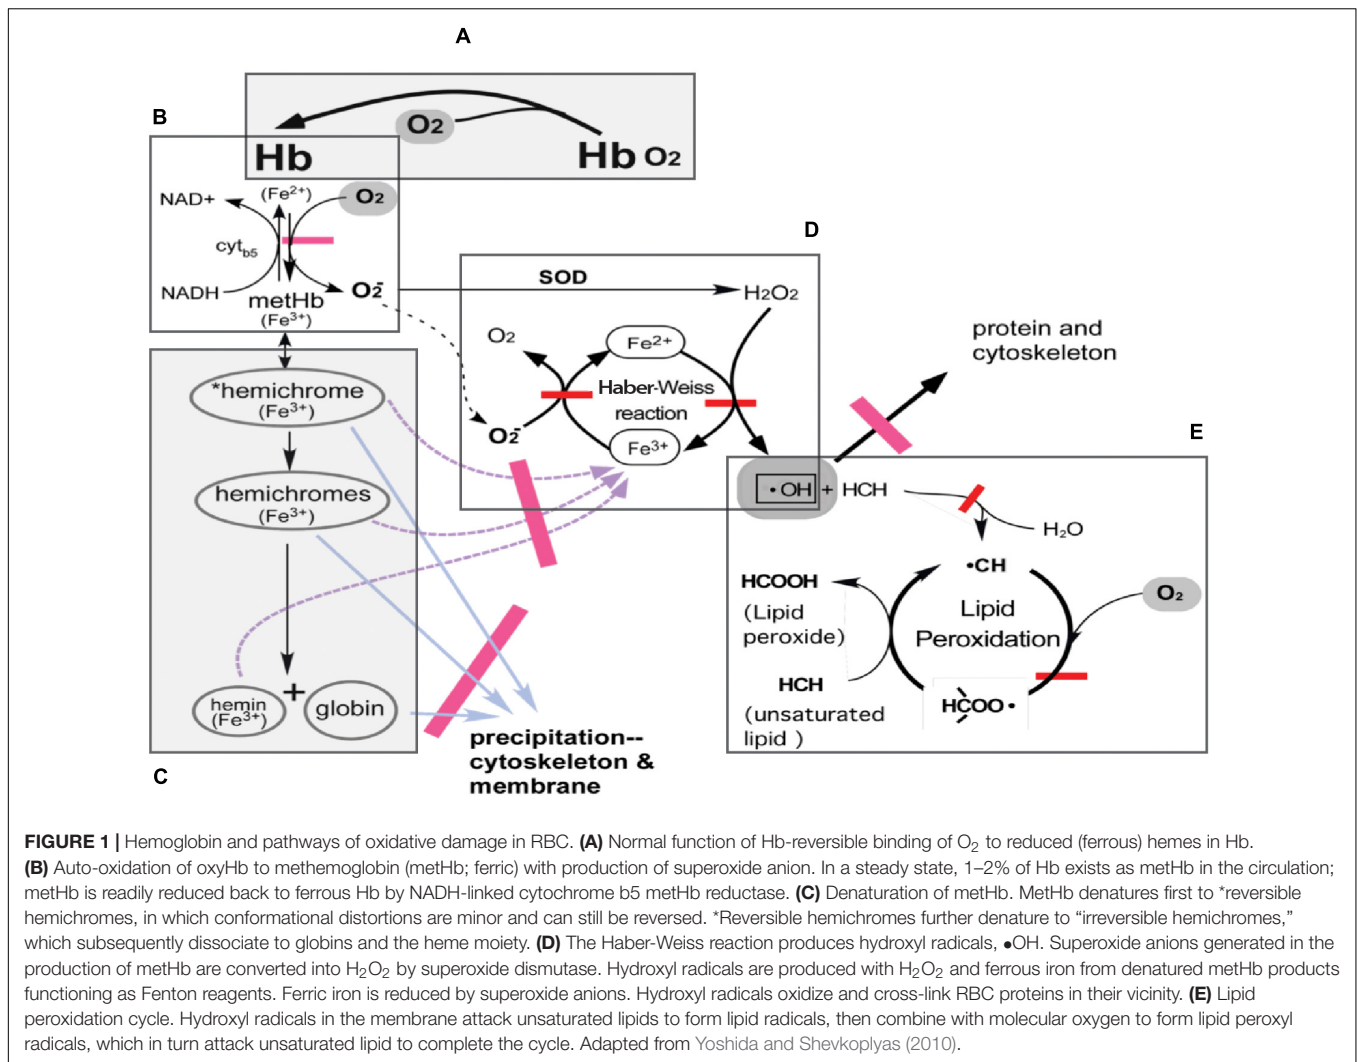 A
B
O2
Hb
Hb O2
NAD+
(Fe2+)
O2
cytb5
NADH
metHb
(Fe3+)
O2-
D
SOD
H2O2
O2
Fe2+
Haber-Weiss
reaction
O2-
Fe3+
protein and
cytoskeleton
*hemichrome
(Fe3+)
hemichromes
(Fe3+)
+
hemin
(Fe3+)
globin
C
precipitation--
cytoskeleton &
membrane
E
•OH + HCH
H2O
•CH
HCOOH
(Lipid
peroxide)
Lipid
Peroxidation
O2
HCH
(unsaturated
lipid )
HCOO •
FIGURE 1 | Hemoglobin and pathways of oxidative damage in RBC. (A) Normal function of Hb-reversible binding of O2 to reduced (ferrous) hemes in Hb.
(B) Auto-oxidation of oxyHb to methemoglobin (metHb; ferric) with production of superoxide anion. In a steady state, 1–2% of Hb exists as metHb in the circulation;
metHb is readily reduced back to ferrous Hb by NADH-linked cytochrome b5 metHb reductase. (C) Denaturation of metHb. MetHb denatures first to *reversible
hemichromes, in which conformational distortions are minor and can still be reversed. *Reversible hemichromes further denature to “irreversible hemichromes,”
which subsequently dissociate to globins and the heme moiety. (D) The Haber-Weiss reaction produces hydroxyl radicals, •OH. Superoxide anions generated in the
production of metHb are converted into H2O2 by superoxide dismutase. Hydroxyl radicals are produced with H2O2 and ferrous iron from denatured metHb products
functioning as Fenton reagents. Ferric iron is reduced by superoxide anions. Hydroxyl radicals oxidize and cross-link RBC proteins in their vicinity. (E) Lipid
peroxidation cycle. Hydroxyl radicals in the membrane attack unsaturated lipids to form lipid radicals, then combine with molecular oxygen to form lipid peroxyl
radicals, which in turn attack unsaturated lipid to complete the cycle. Adapted from Yoshida and Shevkoplyas (2010).